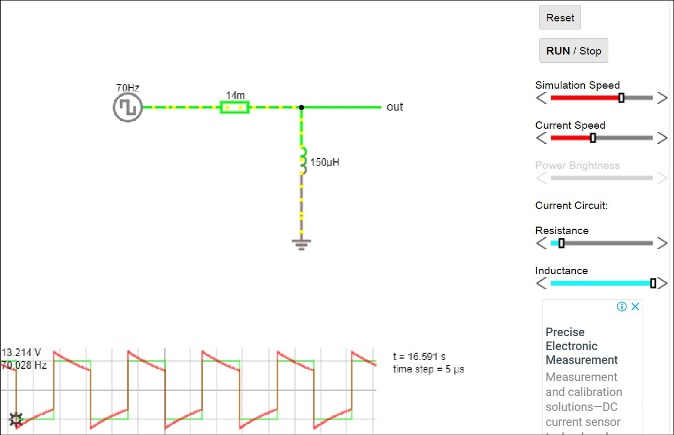 Reset
RUN / Stop
Simulation Speed
Current Speed
Power Brightness
Current Circuit:
Resistance
Inductance
70Hz
14m
out
150µH
13.214 V
70.028 Hz
t = 16.591 s
time step = 5 µs
Precise
Electronic
Measurement
Measurement
and calibration
solutions—DC
current sensor